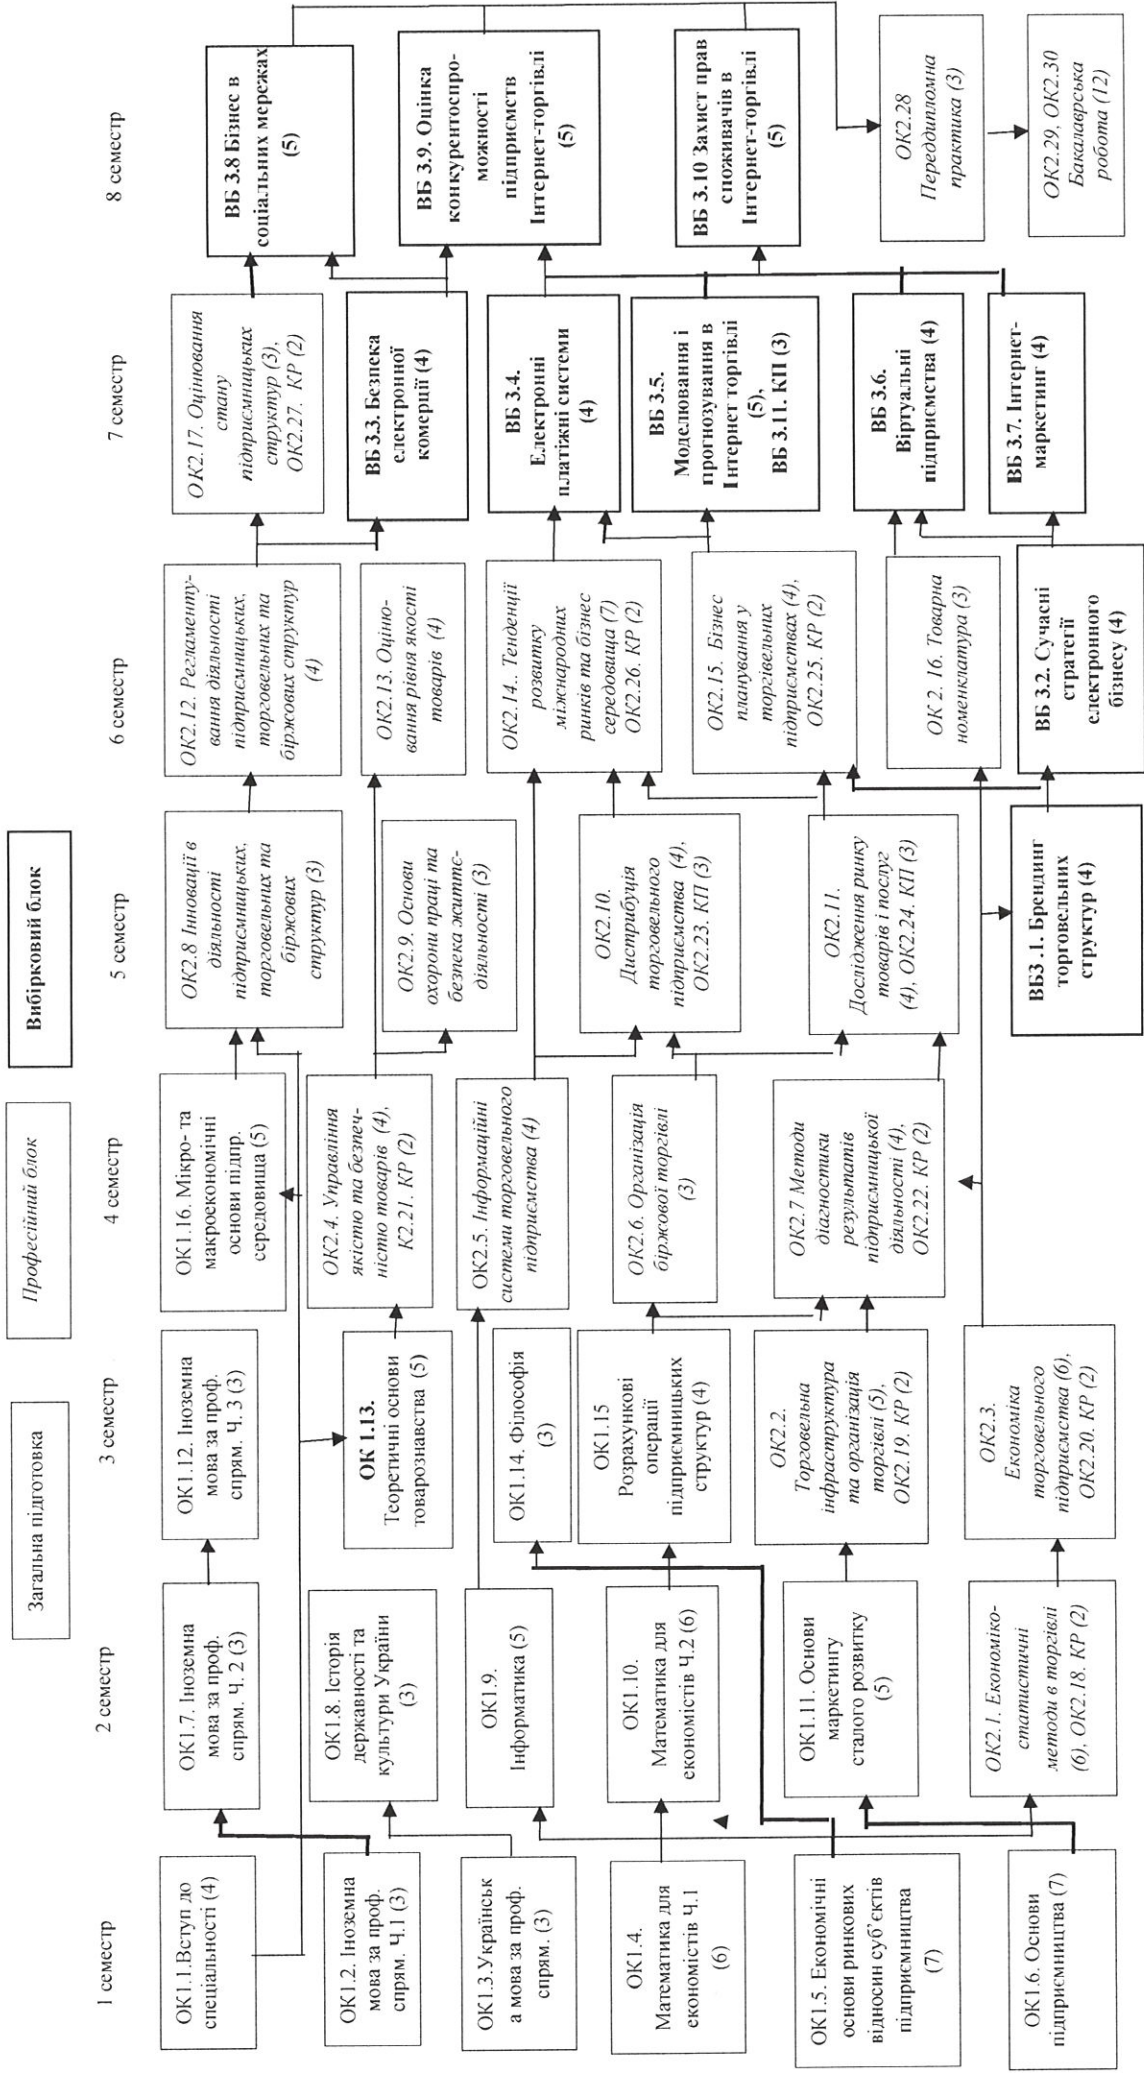 Загальна підготовка
Професійний блок
Вибірковий блок
1 семестр
2 семестр
3 семестр
4 семестр
5 семестр
6 семестр
7 семестр
8 семестр
ОК1.1.Вступ до
спеціальності (4)
ОК1.2. Іноземна
мова за проф.
спрям. Ч.1 (3)
ОК1.3.Українськ
а мова за проф.
спрям. (3)
ОК1.4.
Математика для
економістів Ч.1
(6)
ОК1.5. Економічні
основи ринкових
відносин суб’єктів
підприємництва
(7)
ОК1.6. Основи
підприємництва (7)
ОК1.7. Іноземна
мова за проф.
спрям. Ч. 2 (3)
ОК1.8. Історія
державності та
культури України
(3)
ОК1.9.
Інформатика (5)
ОК1.10.
Математика для
економістів Ч.2 (6)
ОК1.11. Основи
маркетингу
сталого розвитку
(5)
ОК2.1. Економіко-
статистичні
методи в торгівлі
(6), ОК2.18. КР (2)
ОК1.12. Іноземна
мова за проф.
спрям. Ч. 3 (3)
ОК 1.13.
Теоретичні основи
товарознавства (5)
ОК1.14. Філософія
(3)
ОК1.15
Розрахункові
операції
підприємницьких
структур (4)
ОК2.2.
Торговельна
інфраструктура
та організація
торгівлі (5),
ОК2.19. КР (2)
ОК2.3.
Економіка
торговельного
підприємства (6),
ОК2.20. КР (2)
ОК1.16. Мікро- та
макроекономічні
основи підпр.
середовища (5)
ОК2.4. Управління
якістю та безпеч-
ністю товарів (4),
К2.21. КР (2)
ОК2.5. Інформаційні
системи торговельного
підприємства (4)
ОК2.6. Організація
біржової торгівлі
(3)
ОК2.7 Методи
діагностики
результатів
підприємницької
діяльності (4),
ОК2.22. КР (2)
ОК2.8 Інновації в
діяльності
підприємницьких,
торговельних та
біржових
структур (3)
ОК2.9. Основи
охорони праці та
безпека життє-
діяльності (3)
ОК2.10.
Дистрибуція
торговельного
підприємства (4),
ОК2.23. КП (3)
ОК2.11.
Дослідження ринку
товарів і послуг
(4), ОК2.24. КП (3)
ВБ3 .1. Брендинг
торговельних
структур (4)
ОК2.12. Регламенту-
вання діяльності
підприємницьких,
торговельних та
біржових структур
(4)
ОК2.13. Оціню-
вання рівня якості
товарів (4)
ОК2.14.. Тенденції
розвитку
міжнародних
ринків та бізнес
середовища (7)
ОК2.26. КР (2)
ОК2.15. Бізнес
планування у
торгівельних
підприємствах (4),
ОК2.25. КР (2)
ОК 2.16. Товарна
номенклатура (3)
ВБ 3.2. Сучасні
стратегії
електронного
бізнесу (4)
ОК2.17. Оцінювання
стану
підприємницьких
структур (3),
ОК2.27. КР (2)
ВБ 3.3. Безпека
електронної
комерції (4)
ВБ 3.4.
Електронні
платіжні системи
(4)
ВБ 3.5.
Моделювання і
прогнозування в
Інтернет торгівлі
(5),
ВБ 3.11. КП (3)
ВБ 3.6.
Віртуальні
підприємства (4)
ВБ 3.7. Інтернет-
маркетинг (4)
ВБ 3.8 Бізнес в
соціальних мережах
(5)
ВБ 3.9. Оцінка
конкурентоспро-
можності
підприємств
Інтернет-торгівлі
(5)
ВБ 3.10 Захист прав
споживачів в
Інтернет-торгівлі
(5)
ОК2.28
Переддипломна
практика (3)
ОК2.29, ОК2.30
Бакалаврська
робота (12)